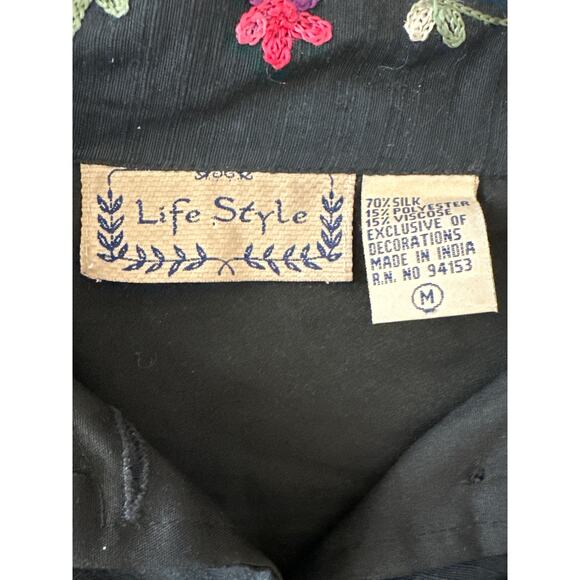 Life Style
70% SILK
15% POLYESTER
15% VISCOSE
EXCLUSIVE OF
DECORATIONS
MADE IN INDIA
R.N. NO 94153
M